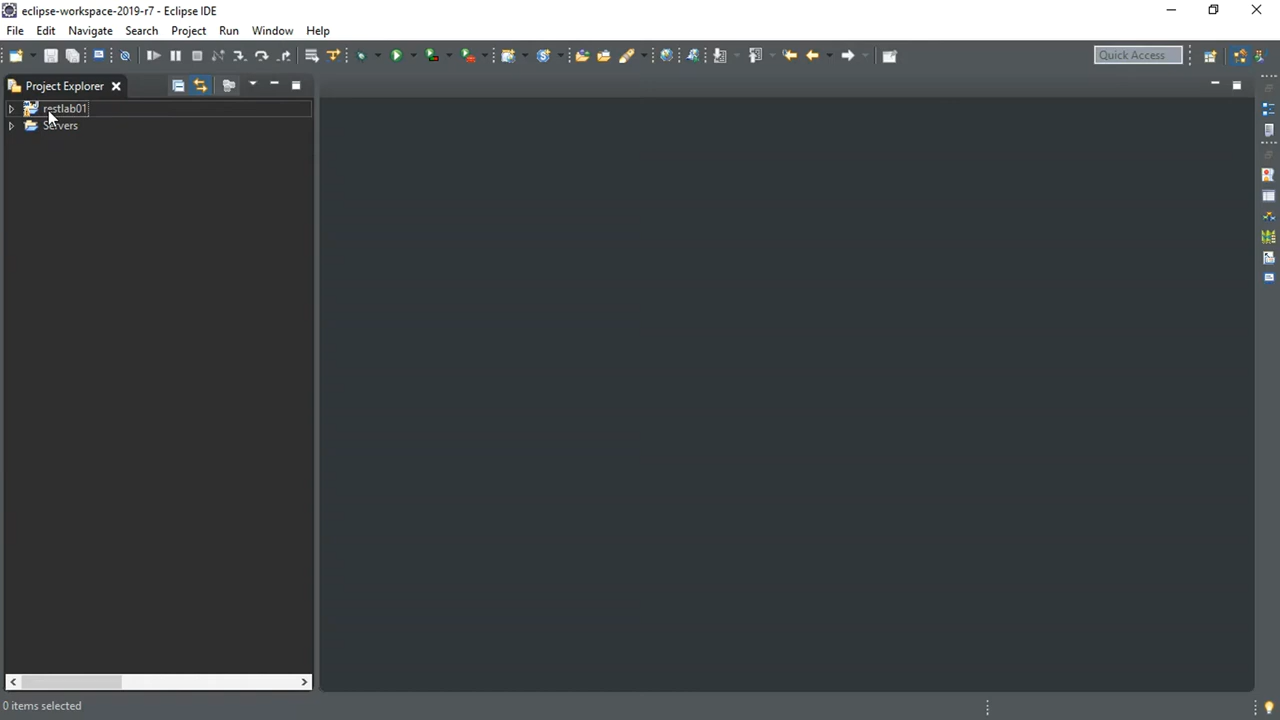 eclipse-workspace-2019-r7 - Eclipse IDE
File Edit Navigate Search Project Run Window Help
Quick Access
Project Explorer
restlab01
Servers
0 items selected